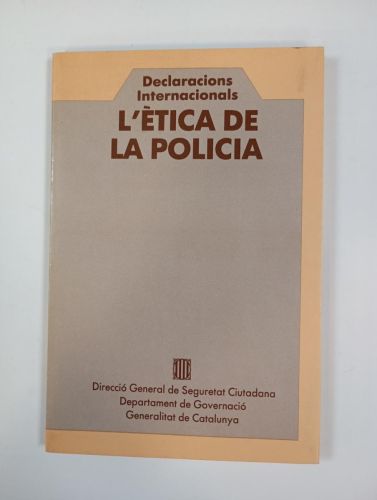 Declaracions
Internacionals
L'ÈTICA DE
LA POLICIA
Direcció General de Seguretat Ciutadana
Departament de Governació
Generalitat de Catalunya